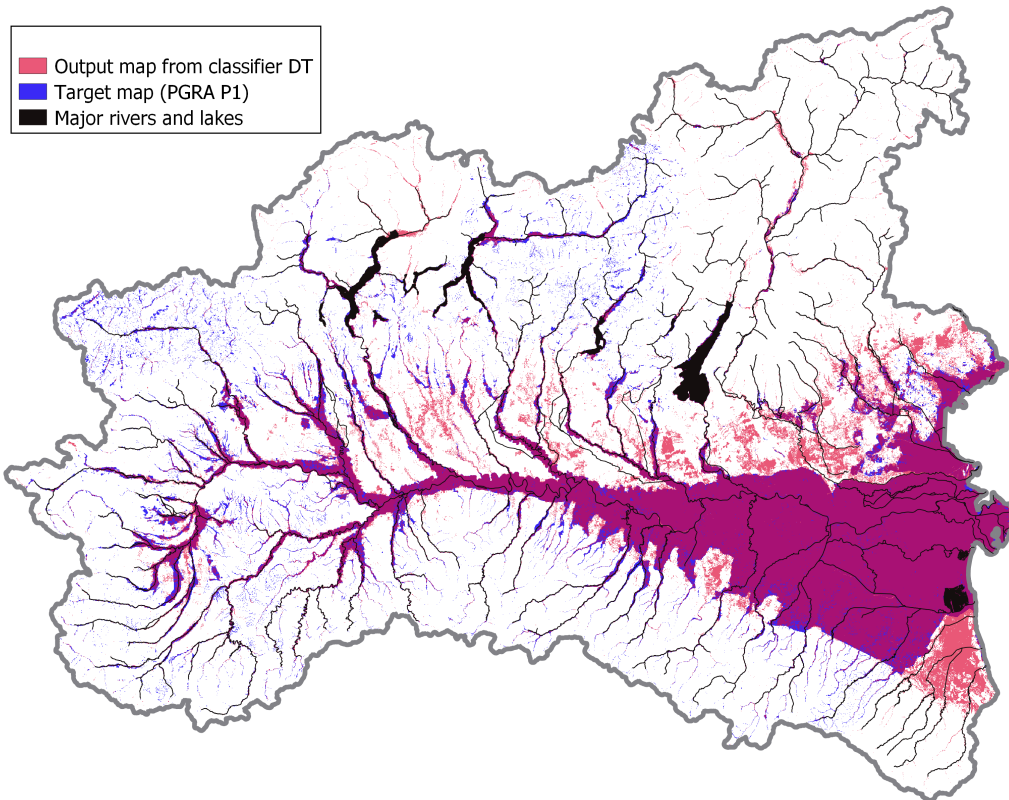 Output map from classifier DT
Target map (PGRA P1)
Major rivers and lakes